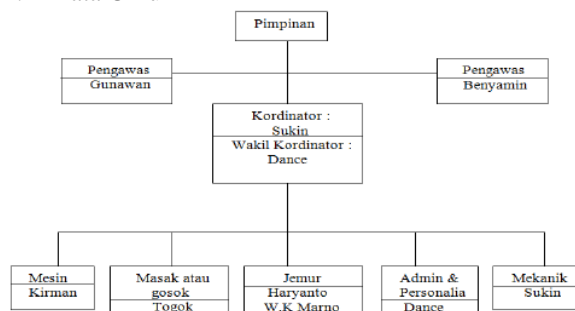 Pimpinan
Pengawas
Gunawan
Pengawas
Benyamin
Kordinator :
Sukin
Wakil Kordinator :
Dance
Mesin
Kirman
Masak atau
gosok
Togok
Jemur
Haryanto
W.K Marno
Admin &
Personalia
Dance
Mekanik
Sukin